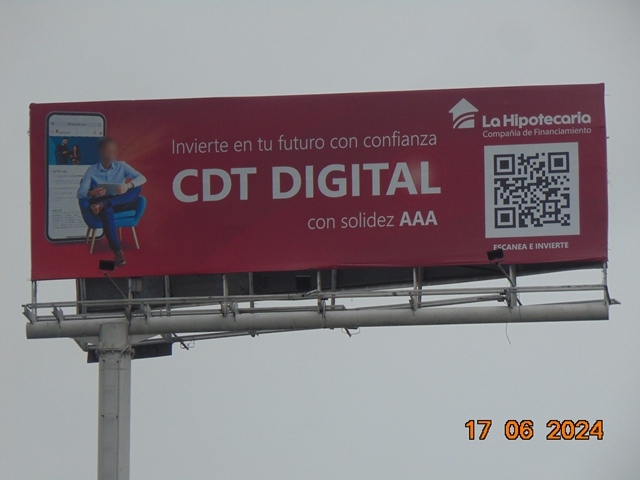 La Hipotecaria
Compañía de Financiamiento
Invierte en tu futuro con confianza
CDT DIGITAL
con solidez AAA
ESCANEA E INVIERTE
17 06 2024